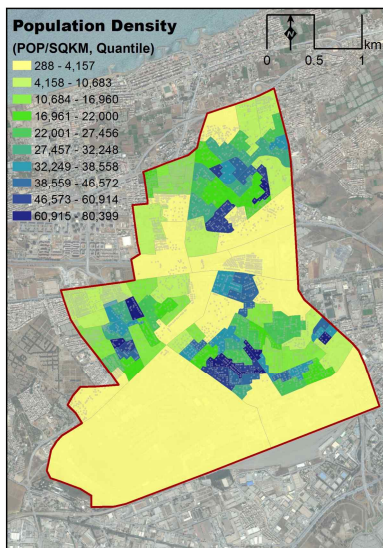 Population Density
(POP/SQKM, Quantile)
288 - 4,157
4,158 - 10,683
10,684 - 16,960
16,961 - 22,000
22,001 - 27,456
27,457 - 32,248
32,249 - 38,558
38,559 - 46,572
46,573 - 60,914
60,915 - 80,399
N
km
0 0.5 1